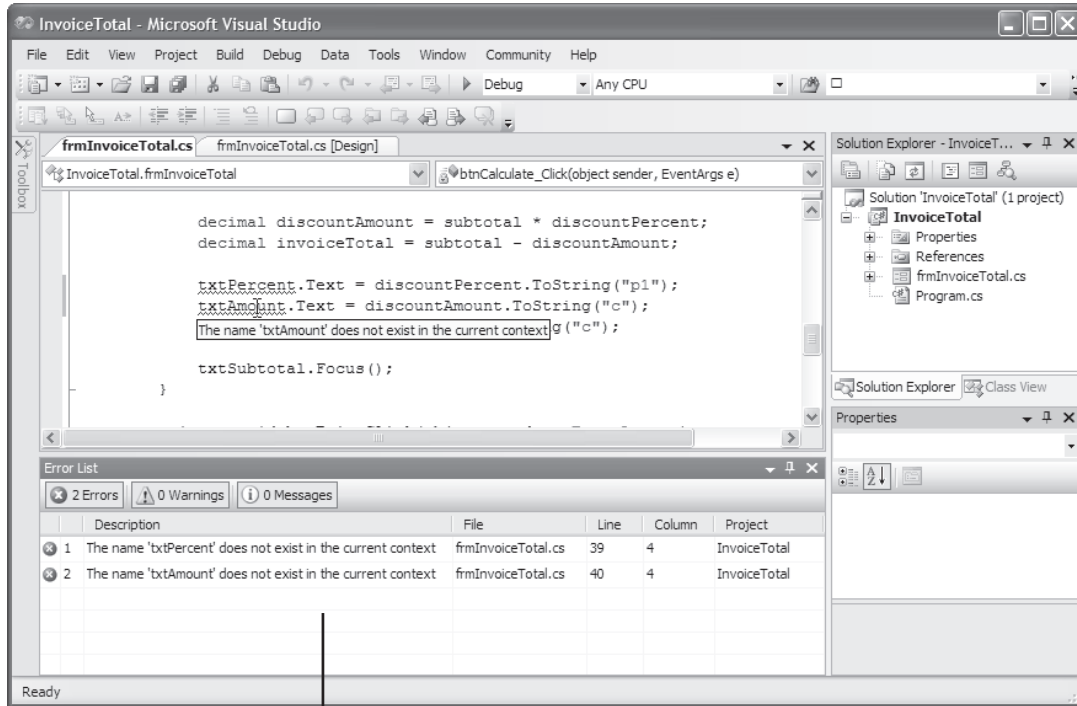 InvoiceTotal - Microsoft Visual Studio
File Edit View Project Build Debug Data Tools Window Community Help
Debug Any CPU
Toolbox
frmInvoiceTotal.cs frmInvoiceTotal.cs [Design]
InvoiceTotal.frmInvoiceTotal btnCalculate_Click(object sender, EventArgs e)
decimal discountAmount = subtotal * discountPercent;
decimal invoiceTotal = subtotal - discountAmount;
txtPercent.Text = discountPercent.ToString("p1");
txtAmount.Text = discountAmount.ToString("c");
The name 'txtAmount' does not exist in the current context g("c");
txtSubtotal.Focus();
}
Error List
2 Errors 0 Warnings 0 Messages
Description File Line Column Project
1 The name 'txtPercent' does not exist in the current context frmInvoiceTotal.cs 39 4 InvoiceTotal
2 The name 'txtAmount' does not exist in the current context frmInvoiceTotal.cs 40 4 InvoiceTotal
Solution Explorer - InvoiceT...
Solution 'InvoiceTotal' (1 project)
InvoiceTotal
Properties
References
frmInvoiceTotal.cs
Program.cs
Solution Explorer Class View
Properties
Ready